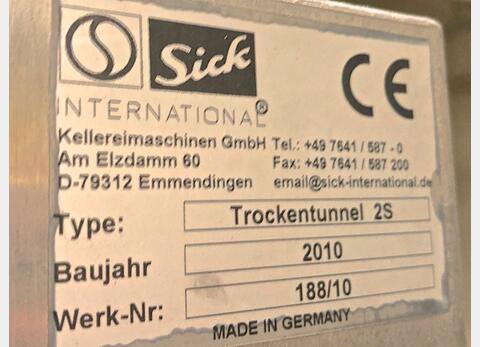 Sick
INTERNATIONAL®
CE
Kellereimaschinen GmbH Tel.: +49 7641 / 587 - 0
Am Elzdamm 60 Fax: +49 7641 / 587 200
D-79312 Emmendingen email@sick-international.de
Type: Trockentunnel 2S
Baujahr 2010
Werk-Nr: 188/10
MADE IN GERMANY